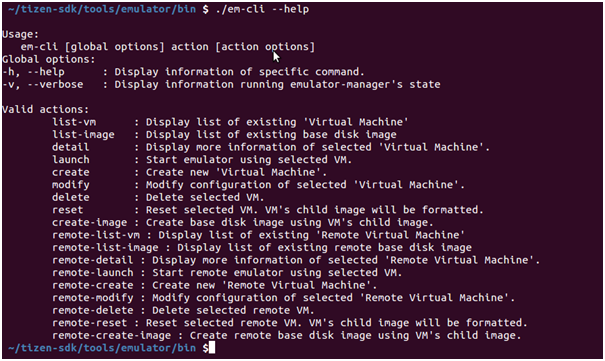 ~/tizen-sdk/tools/emulator/bin $ ./em-cli --help
Usage:
em-cli [global options] action [action options]
Global options:
-h, --help : Display information of specific command.
-v, --verbose : Display information running emulator-manager's state
Valid actions:
list-vm : Display list of existing 'Virtual Machine'
list-image : Display list of existing base disk image
detail : Display more information of selected 'Virtual Machine'.
launch : Start emulator using selected VM.
create : Create new 'Virtual Machine'.
modify : Modify configuration of selected 'Virtual Machine'.
delete : Delete selected VM.
reset : Reset selected VM. VM's child image will be formatted.
create-image : Create base disk image using VM's child image.
remote-list-vm : Display list of existing 'Remote Virtual Machine'
remote-list-image : Display list of existing remote base disk image
remote-detail : Display more information of selected 'Remote Virtual Machine'.
remote-launch : Start remote emulator using selected VM.
remote-create : Create new 'Remote Virtual Machine'.
remote-modify : Modify configuration of selected 'Remote Virtual Machine'.
remote-delete : Delete selected remote VM.
remote-reset : Reset selected remote VM. VM's child image will be formatted.
remote-create-image : Create remote base disk image using VM's child image.
~/tizen-sdk/tools/emulator/bin $